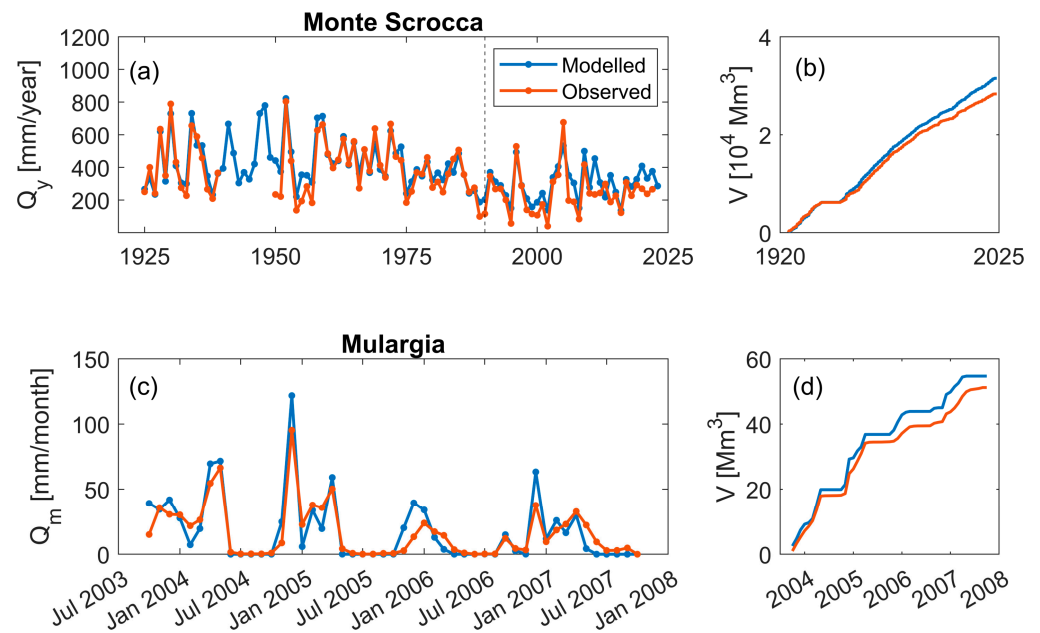 Monte Scrocca
(a)
Modelled
Observed
Q_y [mm/year]
1200
1000
800
600
400
200
1925
1950
1975
2000
2025
(b)
V [10^4 Mm^3]
4
2
0
1920
2025
Mulargia
(c)
Q_m [mm/month]
150
100
50
0
Jul 2003
Jan 2004
Jul 2004
Jan 2005
Jul 2005
Jan 2006
Jul 2006
Jan 2007
Jul 2007
Jan 2008
(d)
V [Mm^3]
60
40
20
0
2004
2005
2006
2007
2008